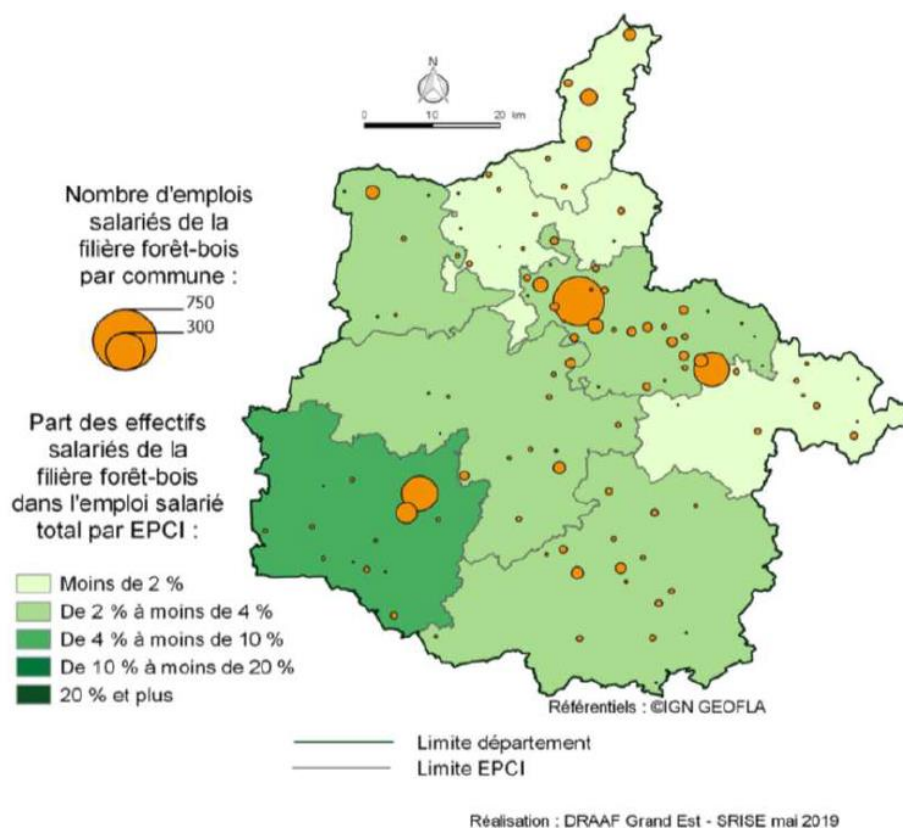 N
0 10 20 km
Nombre d'emplois
salariés de la
filière forêt-bois
par commune :
750
300
Part des effectifs
salariés de la
filière forêt-bois
dans l'emploi salarié
total par EPCI :
Moins de 2 %
De 2 % à moins de 4 %
De 4 % à moins de 10 %
De 10 % à moins de 20 %
20 % et plus
Référentiels : ©IGN GEOFLA
Limite département
Limite EPCI
Réalisation : DRAAF Grand Est - SRISE mai 2019